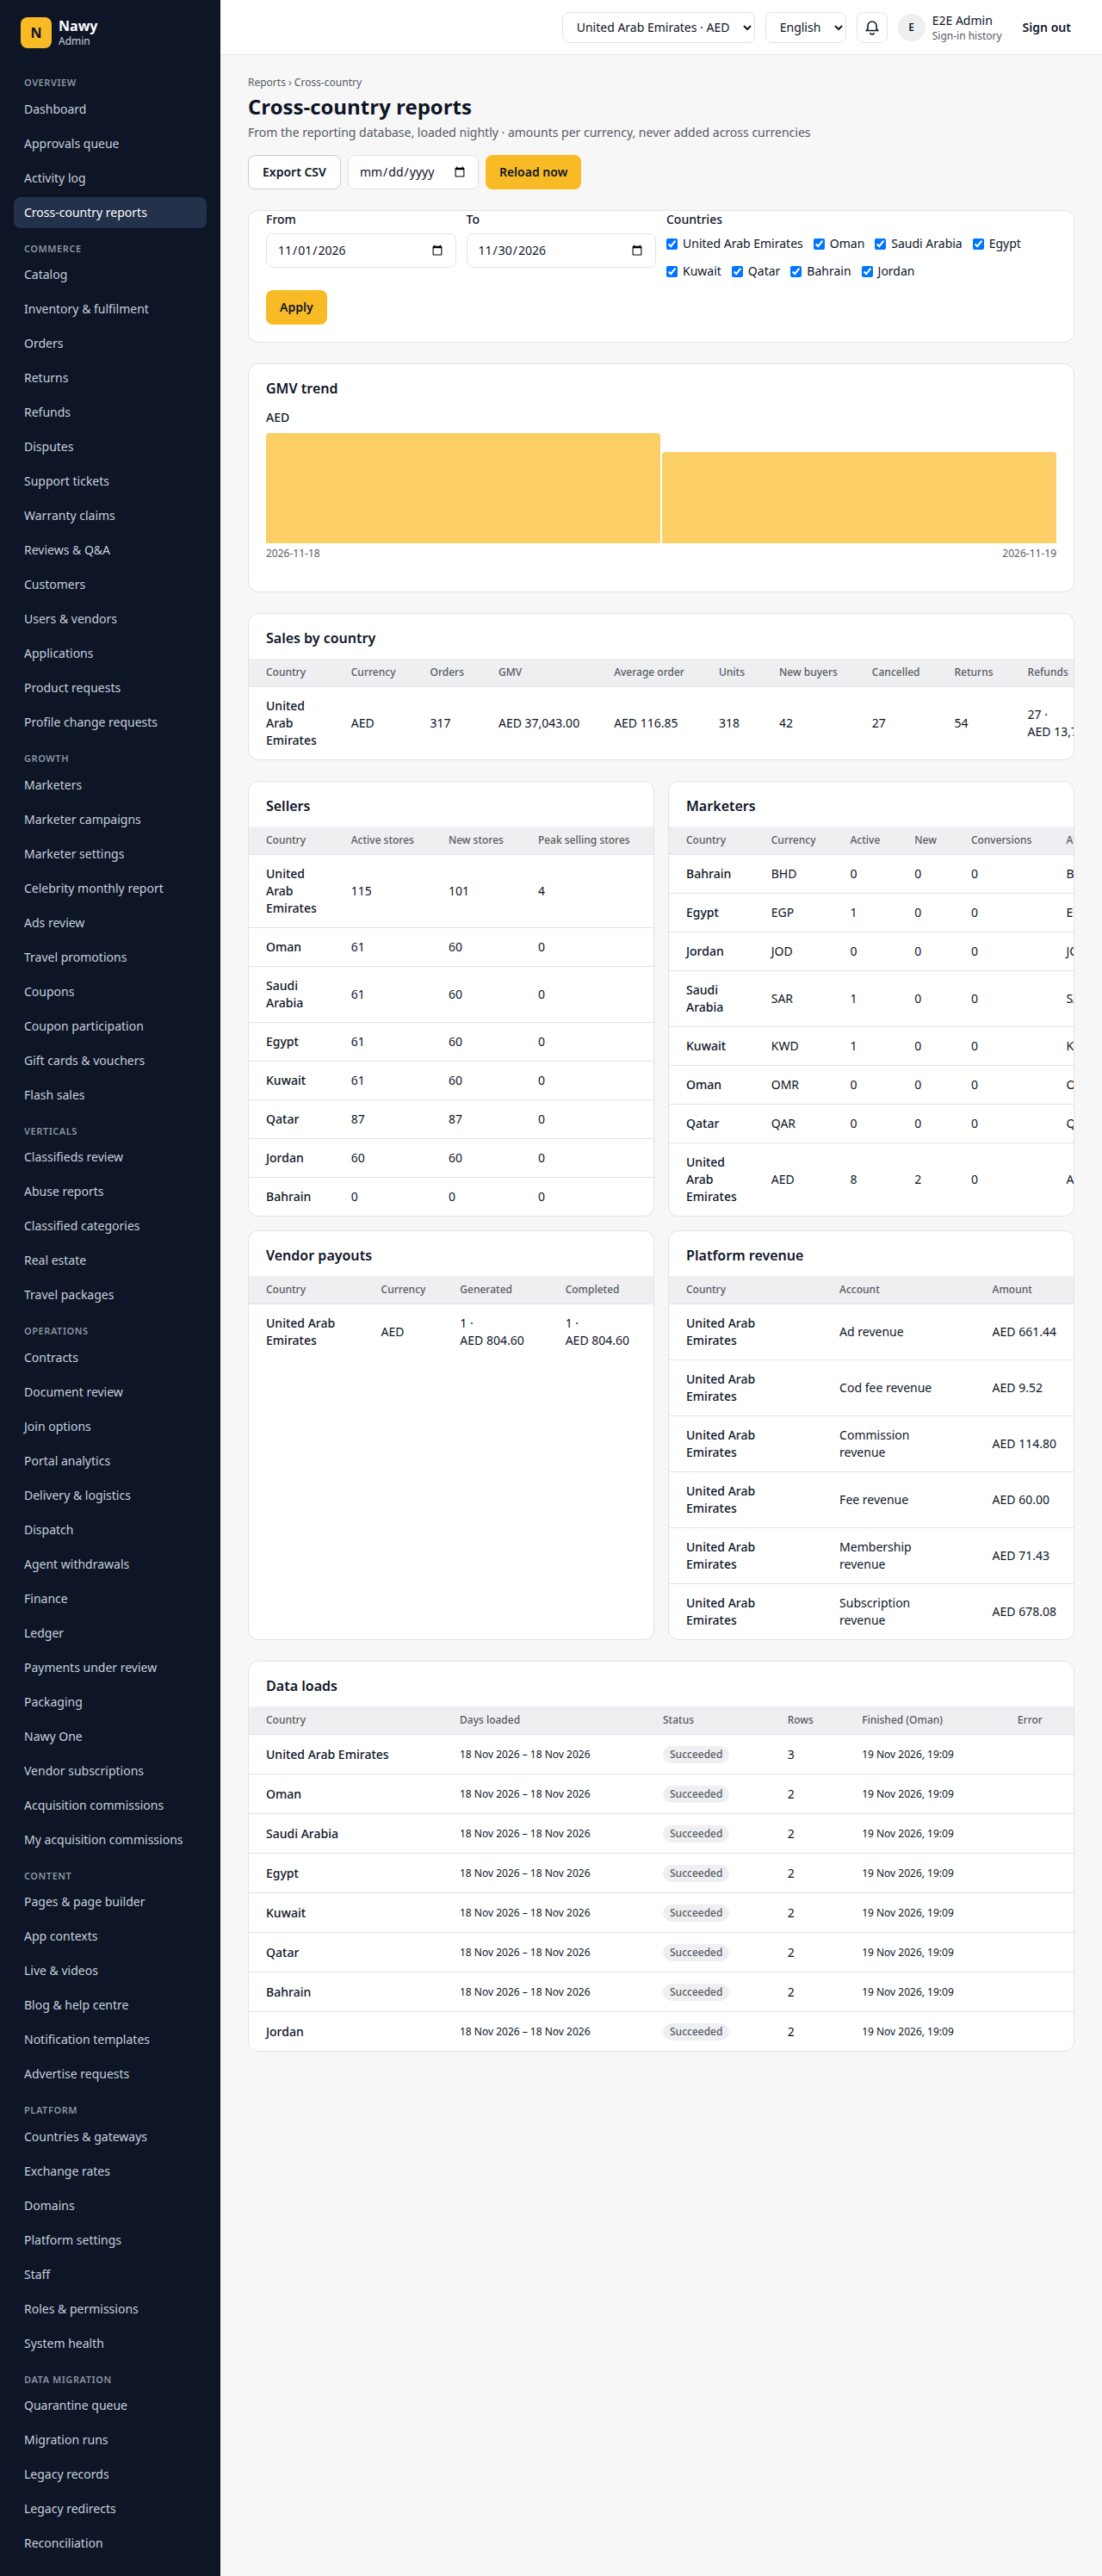 N
Nawy
Admin
OVERVIEW
Dashboard
Approvals queue
Activity log
Cross-country reports
COMMERCE
Catalog
Inventory & fulfilment
Orders
Returns
Refunds
Disputes
Support tickets
Warranty claims
Reviews & Q&A
Customers
Users & vendors
Applications
Product requests
Profile change requests
GROWTH
Marketers
Marketer campaigns
Marketer settings
Celebrity monthly report
Ads review
Travel promotions
Coupons
Coupon participation
Gift cards & vouchers
Flash sales
VERTICALS
Classifieds review
Abuse reports
Classified categories
Real estate
Travel packages
OPERATIONS
Contracts
Document review
Join options
Portal analytics
Delivery & logistics
Dispatch
Agent withdrawals
Finance
Ledger
Payments under review
Packaging
Nawy One
Vendor subscriptions
Acquisition commissions
My acquisition commissions
CONTENT
Pages & page builder
App contexts
Live & videos
Blog & help centre
Notification templates
Advertise requests
PLATFORM
Countries & gateways
Exchange rates
Domains
Platform settings
Staff
Roles & permissions
System health
DATA MIGRATION
Quarantine queue
Migration runs
Legacy records
Legacy redirects
Reconciliation
United Arab Emirates · AED English E E2E Admin Sign out
Sign-in history
Reports › Cross-country
Cross-country reports
From the reporting database, loaded nightly · amounts per currency, never added across currencies
Export CSV mm/dd/yyyy Reload now
From To Countries
11/01/2026 11/30/2026 United Arab Emirates Oman Saudi Arabia Egypt
Kuwait Qatar Bahrain Jordan
Apply
GMV trend
AED
2026-11-18 2026-11-19
Sales by country
Country Currency Orders GMV Average order Units New buyers Cancelled Returns Refunds
United Arab Emirates AED 317 AED 37,043.00 AED 116.85 318 42 27 54 27 · AED 13,7
Sellers
Country Active stores New stores Peak selling stores
United Arab Emirates 115 101 4
Oman 61 60 0
Saudi Arabia 61 60 0
Egypt 61 60 0
Kuwait 61 60 0
Qatar 87 87 0
Jordan 60 60 0
Bahrain 0 0 0
Marketers
Country Currency Active New Conversions
Bahrain BHD 0 0 0 B
Egypt EGP 1 0 0 E
Jordan JOD 0 0 0
Saudi Arabia SAR 1 0 0
Kuwait KWD 1 0 0 K
Oman OMR 0 0 0
Qatar QAR 0 0 0
United Arab Emirates AED 8 2 0
Vendor payouts
Country Currency Generated Completed
United Arab Emirates AED 1 · AED 804.60 1 · AED 804.60
Platform revenue
Country Account Amount
United Arab Emirates Ad revenue AED 661.44
United Arab Emirates Cod fee revenue AED 9.52
United Arab Emirates Commission revenue AED 114.80
United Arab Emirates Fee revenue AED 60.00
United Arab Emirates Membership revenue AED 71.43
United Arab Emirates Subscription revenue AED 678.08
Data loads
Country Days loaded Status Rows Finished (Oman) Error
United Arab Emirates 18 Nov 2026 – 18 Nov 2026 Succeeded 3 19 Nov 2026, 19:09
Oman 18 Nov 2026 – 18 Nov 2026 Succeeded 2 19 Nov 2026, 19:09
Saudi Arabia 18 Nov 2026 – 18 Nov 2026 Succeeded 2 19 Nov 2026, 19:09
Egypt 18 Nov 2026 – 18 Nov 2026 Succeeded 2 19 Nov 2026, 19:09
Kuwait 18 Nov 2026 – 18 Nov 2026 Succeeded 2 19 Nov 2026, 19:09
Qatar 18 Nov 2026 – 18 Nov 2026 Succeeded 2 19 Nov 2026, 19:09
Bahrain 18 Nov 2026 – 18 Nov 2026 Succeeded 2 19 Nov 2026, 19:09
Jordan 18 Nov 2026 – 18 Nov 2026 Succeeded 2 19 Nov 2026, 19:09